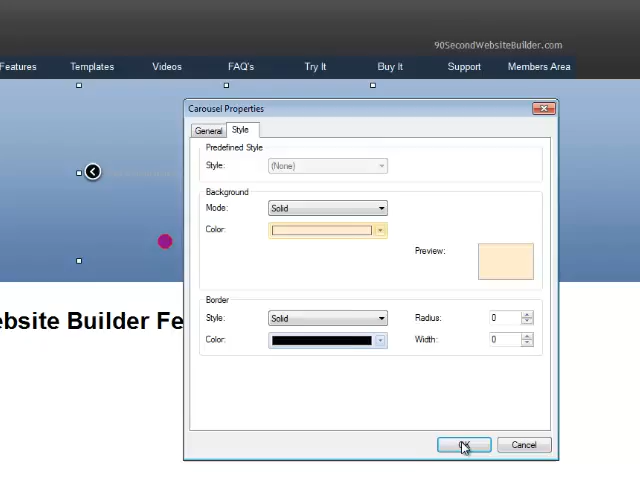 90SecondWebsiteBuilder.com
Features Templates Videos FAQ's Try It Buy It Support Members Area
Carousel Properties
General Style
Predefined Style
Style: (None)
Background
Mode: Solid
Color:
Preview:
Border
Style: Solid Radius: 0
Color: Width: 0
OK Cancel
ebsite Builder Fe